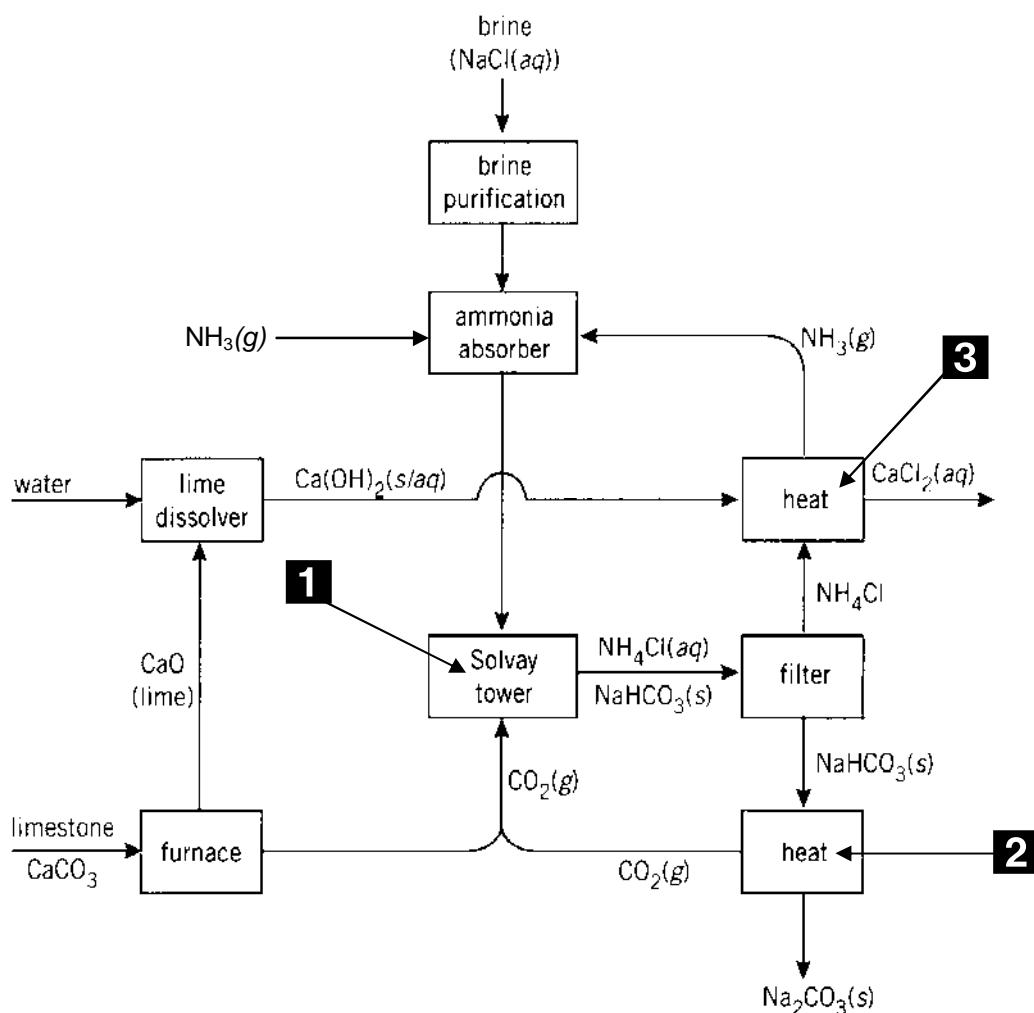 brine
(NaCl(aq))
brine
purification
ammonia
absorber
NH₃(g)
NH₃(g)
3
water
lime
dissolver
Ca(OH)₂(s/aq)
heat
CaCl₂(aq)
1
NH₄Cl
CaO
(lime)
Solvay
tower
NH₄Cl(aq)
NaHCO₃(s)
filter
CO₂(g)
NaHCO₃(s)
limestone
CaCO₃
furnace
CO₂(g)
heat
2
Na₂CO₃(s)